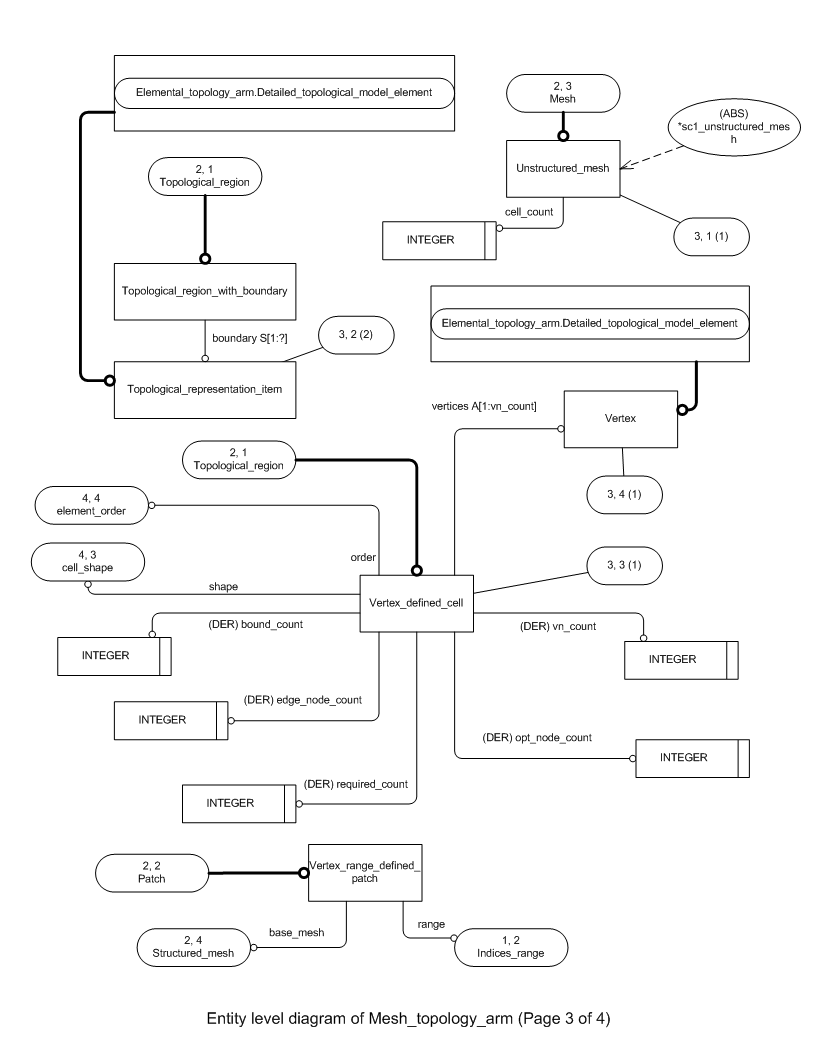 Elemental_topology_arm.Detailed_topological_model_element
2, 3
Mesh
(ABS)
*sc1_unstructured_mes
h
2, 1
Topological_region
Unstructured_mesh
cell_count
INTEGER
3, 1 (1)
Topological_region_with_boundary
boundary S[1:?]
3, 2 (2)
Elemental_topology_arm.Detailed_topological_model_element
Topological_representation_item
vertices A[1:vn_count]
Vertex
2, 1
Topological_region
3, 4 (1)
4, 4
element_order
order
4, 3
cell_shape
shape
3, 3 (1)
Vertex_defined_cell
(DER) bound_count
(DER) vn_count
INTEGER
INTEGER
(DER) edge_node_count
INTEGER
(DER) opt_node_count
INTEGER
(DER) required_count
INTEGER
2, 2
Patch
Vertex_range_defined_
patch
base_mesh
range
2, 4
Structured_mesh
1, 2
Indices_range
Entity level diagram of Mesh_topology_arm (Page 3 of 4)